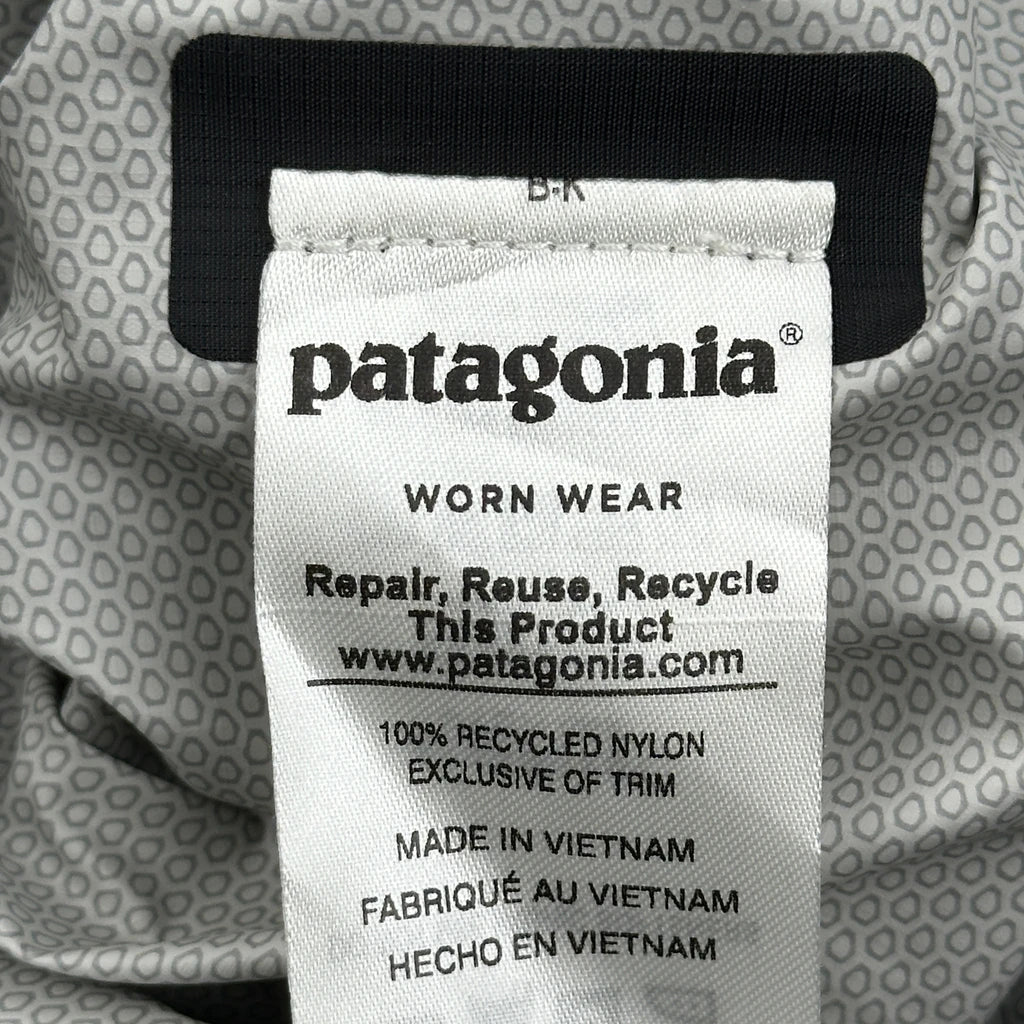 B-K
patagonia®
WORN WEAR
Repair, Reuse, Recycle
This Product
www.patagonia.com
100% RECYCLED NYLON
EXCLUSIVE OF TRIM
MADE IN VIETNAM
FABRIQUÉ AU VIETNAM
HECHO EN VIETNAM